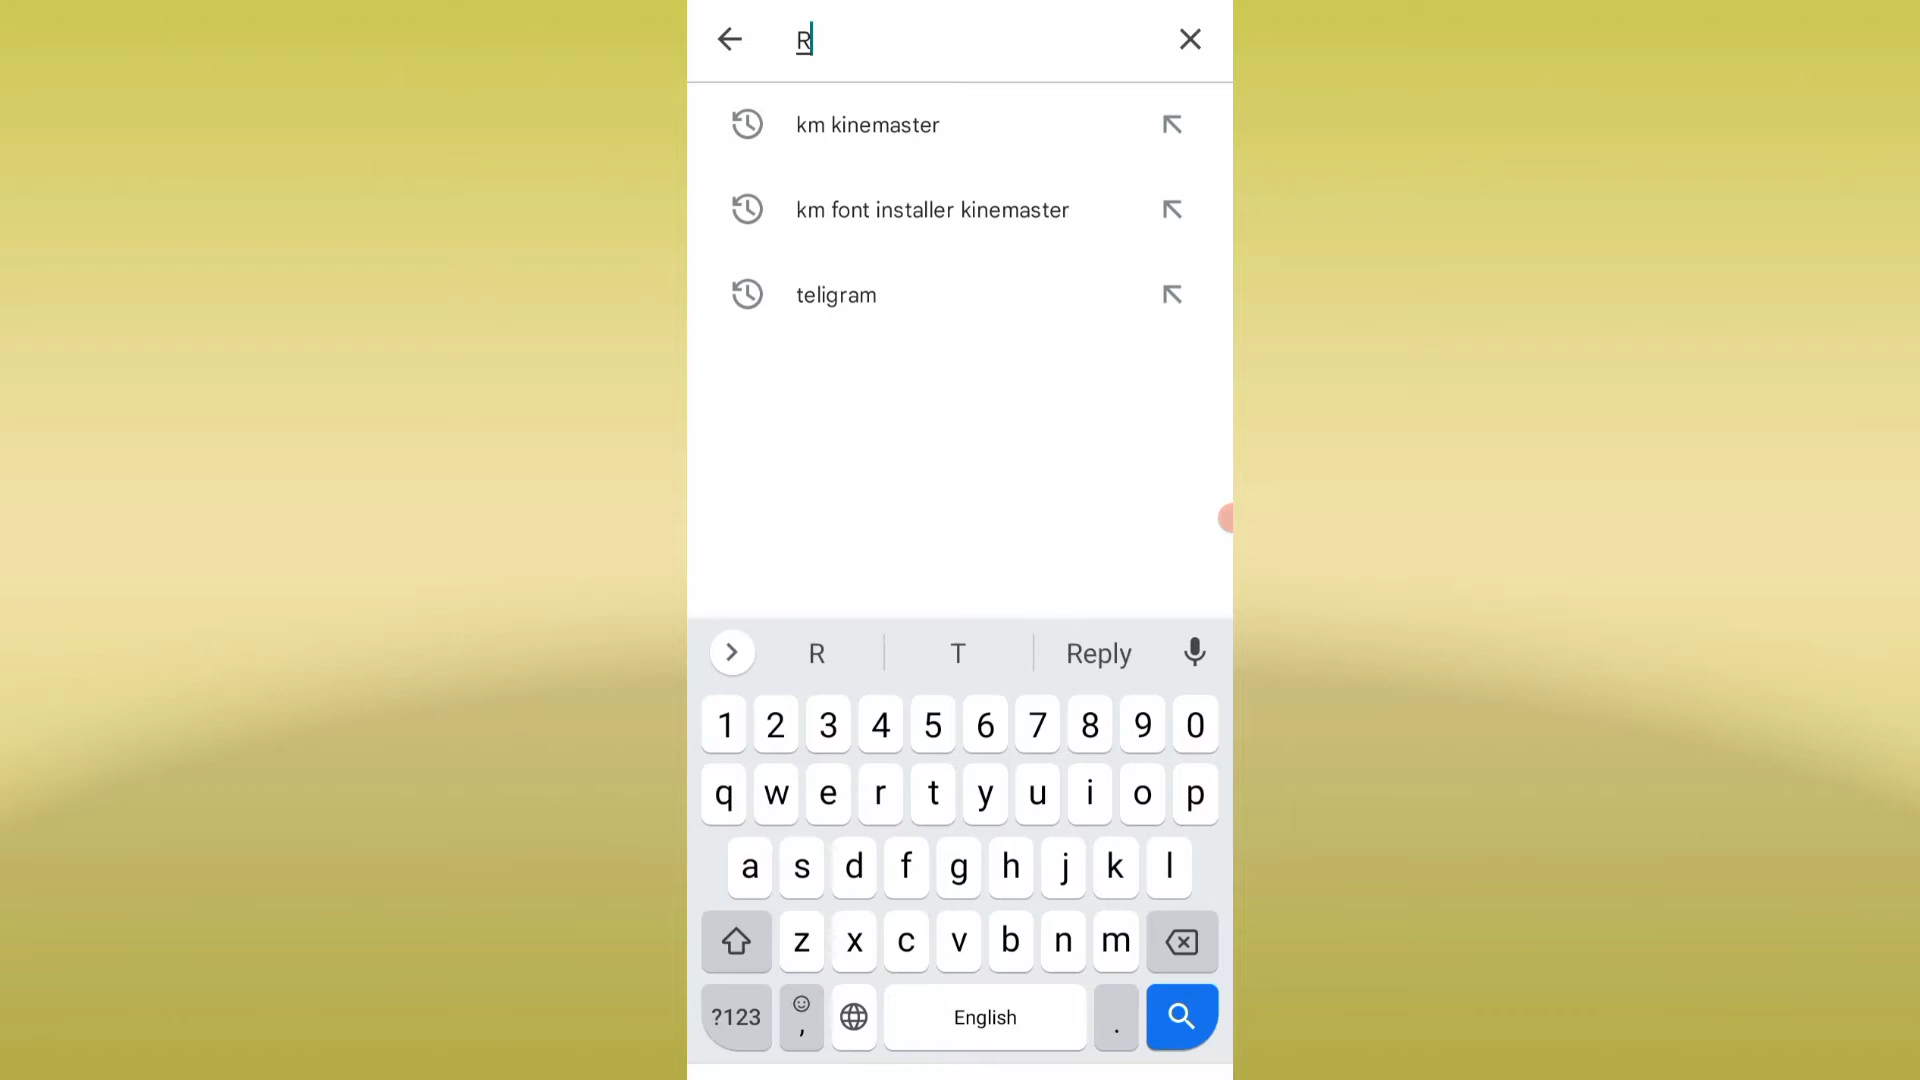 R
km kinemaster
km font installer kinemaster
teligram
R T Reply
1 2 3 4 5 6 7 8 9 0
q w e r t y u i o p
a s d f g h j k l
z x c v b n m
?123 , English .